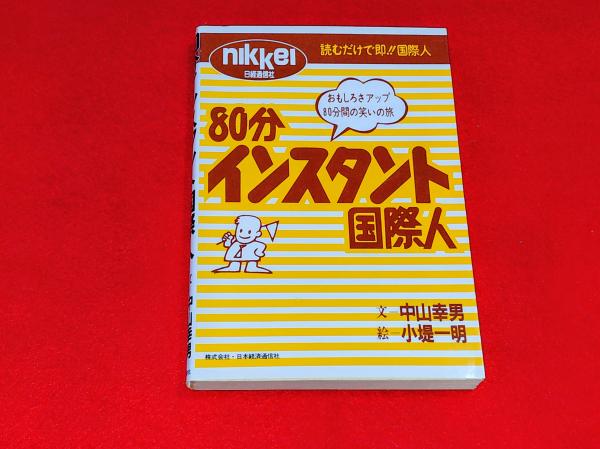 nikkei
日経通信社
読むだけで即!!国際人
おもしろさアップ
80分間の笑いの旅
80分
インスタント
国際人
文─中山幸男
絵─小堤一明
株式会社・日本経済通信社